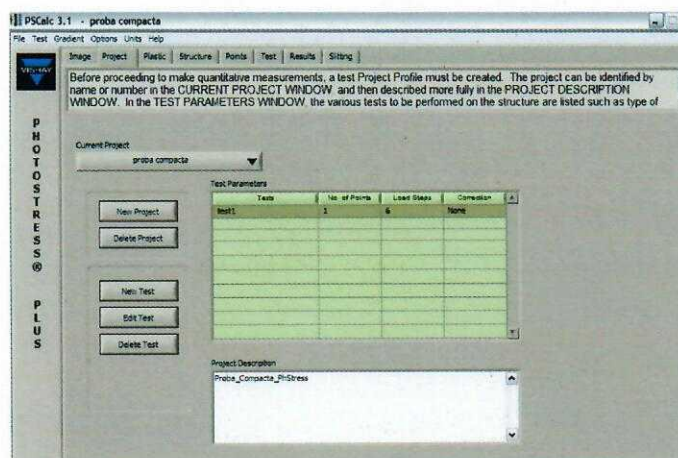 PSCalc 3.1 - proba compacta
File Test Gradient Options Units Help
VISHAY
Image Project Plastic Structure Points Test Results Slitting
Before proceeding to make quantitative measurements, a test Project Profile must be created. The project can be identified by
name or number in the CURRENT PROJECT WINDOW and then described more fully in the PROJECT DESCRIPTION
WINDOW. In the TEST PARAMETERS WINDOW, the various tests to be performed on the structure are listed such as type of
PHOTOSTRESS® PLUS
Current Project
proba compacta
New Project
Delete Project
New Test
Edit Test
Delete Test
Test Parameters
Tests No. of Points Load Steps Correction
test1 1 6 None
Project Description
Proba_Compacta_PhStress